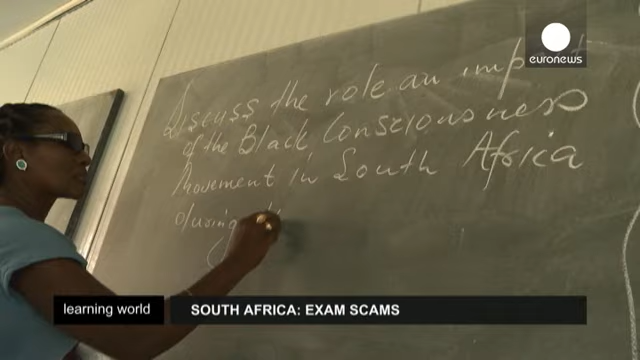 euronews
Discuss the role an impact
of the Black Consciousness
Movement in South Africa
during
learning world
SOUTH AFRICA: EXAM SCAMS